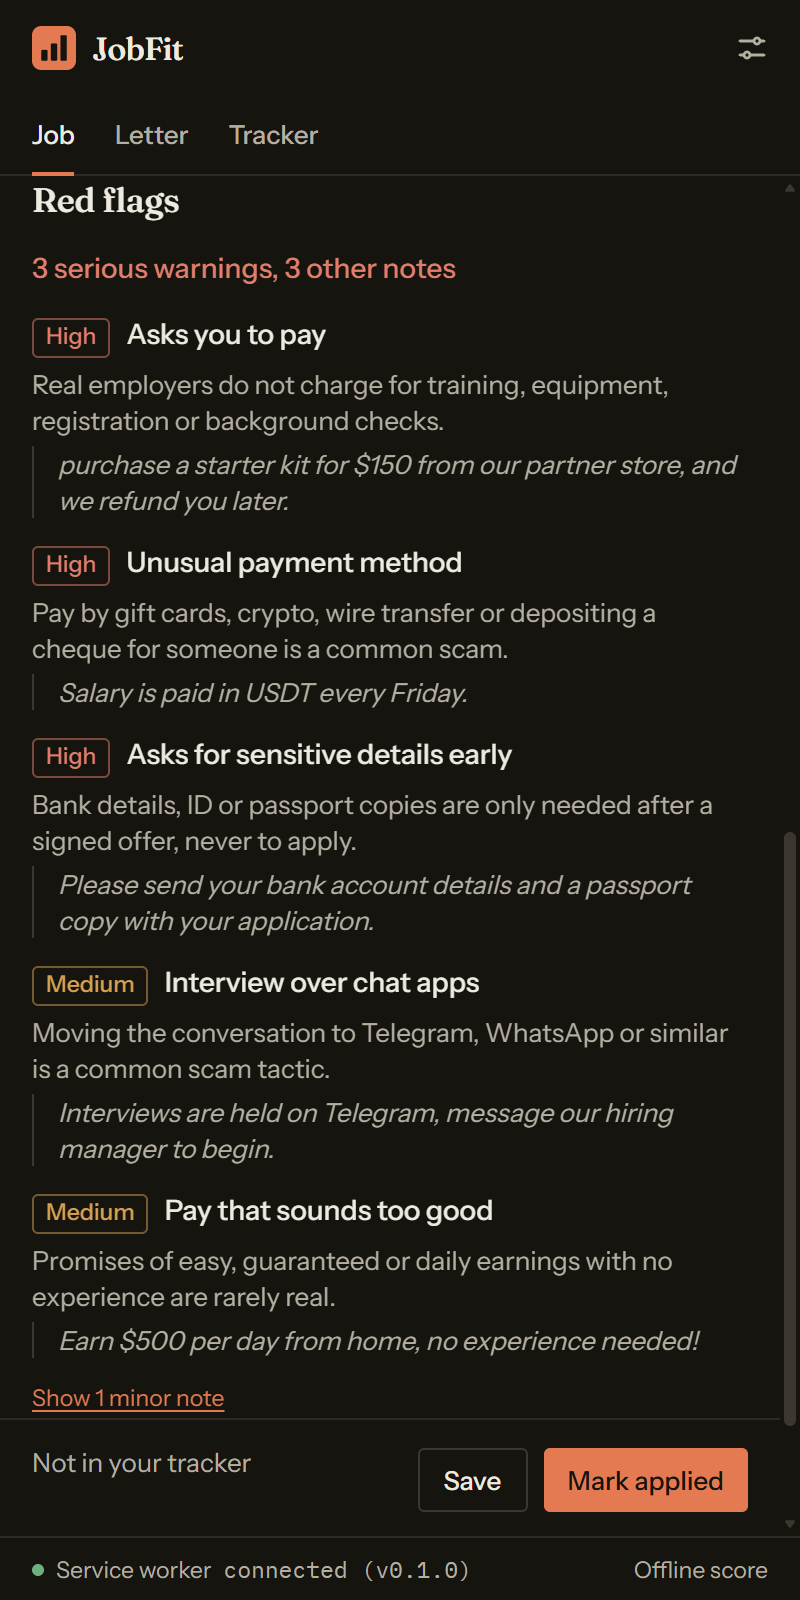 JobFit
Job Letter Tracker
Red flags
3 serious warnings, 3 other notes
High Asks you to pay
Real employers do not charge for training, equipment,
registration or background checks.
purchase a starter kit for $150 from our partner store, and
we refund you later.
High Unusual payment method
Pay by gift cards, crypto, wire transfer or depositing a
cheque for someone is a common scam.
Salary is paid in USDT every Friday.
High Asks for sensitive details early
Bank details, ID or passport copies are only needed after a
signed offer, never to apply.
Please send your bank account details and a passport
copy with your application.
Medium Interview over chat apps
Moving the conversation to Telegram, WhatsApp or similar
is a common scam tactic.
Interviews are held on Telegram, message our hiring
manager to begin.
Medium Pay that sounds too good
Promises of easy, guaranteed or daily earnings with no
experience are rarely real.
Earn $500 per day from home, no experience needed!
Show 1 minor note
Not in your tracker Save Mark applied
Service worker connected (v0.1.0) Offline score